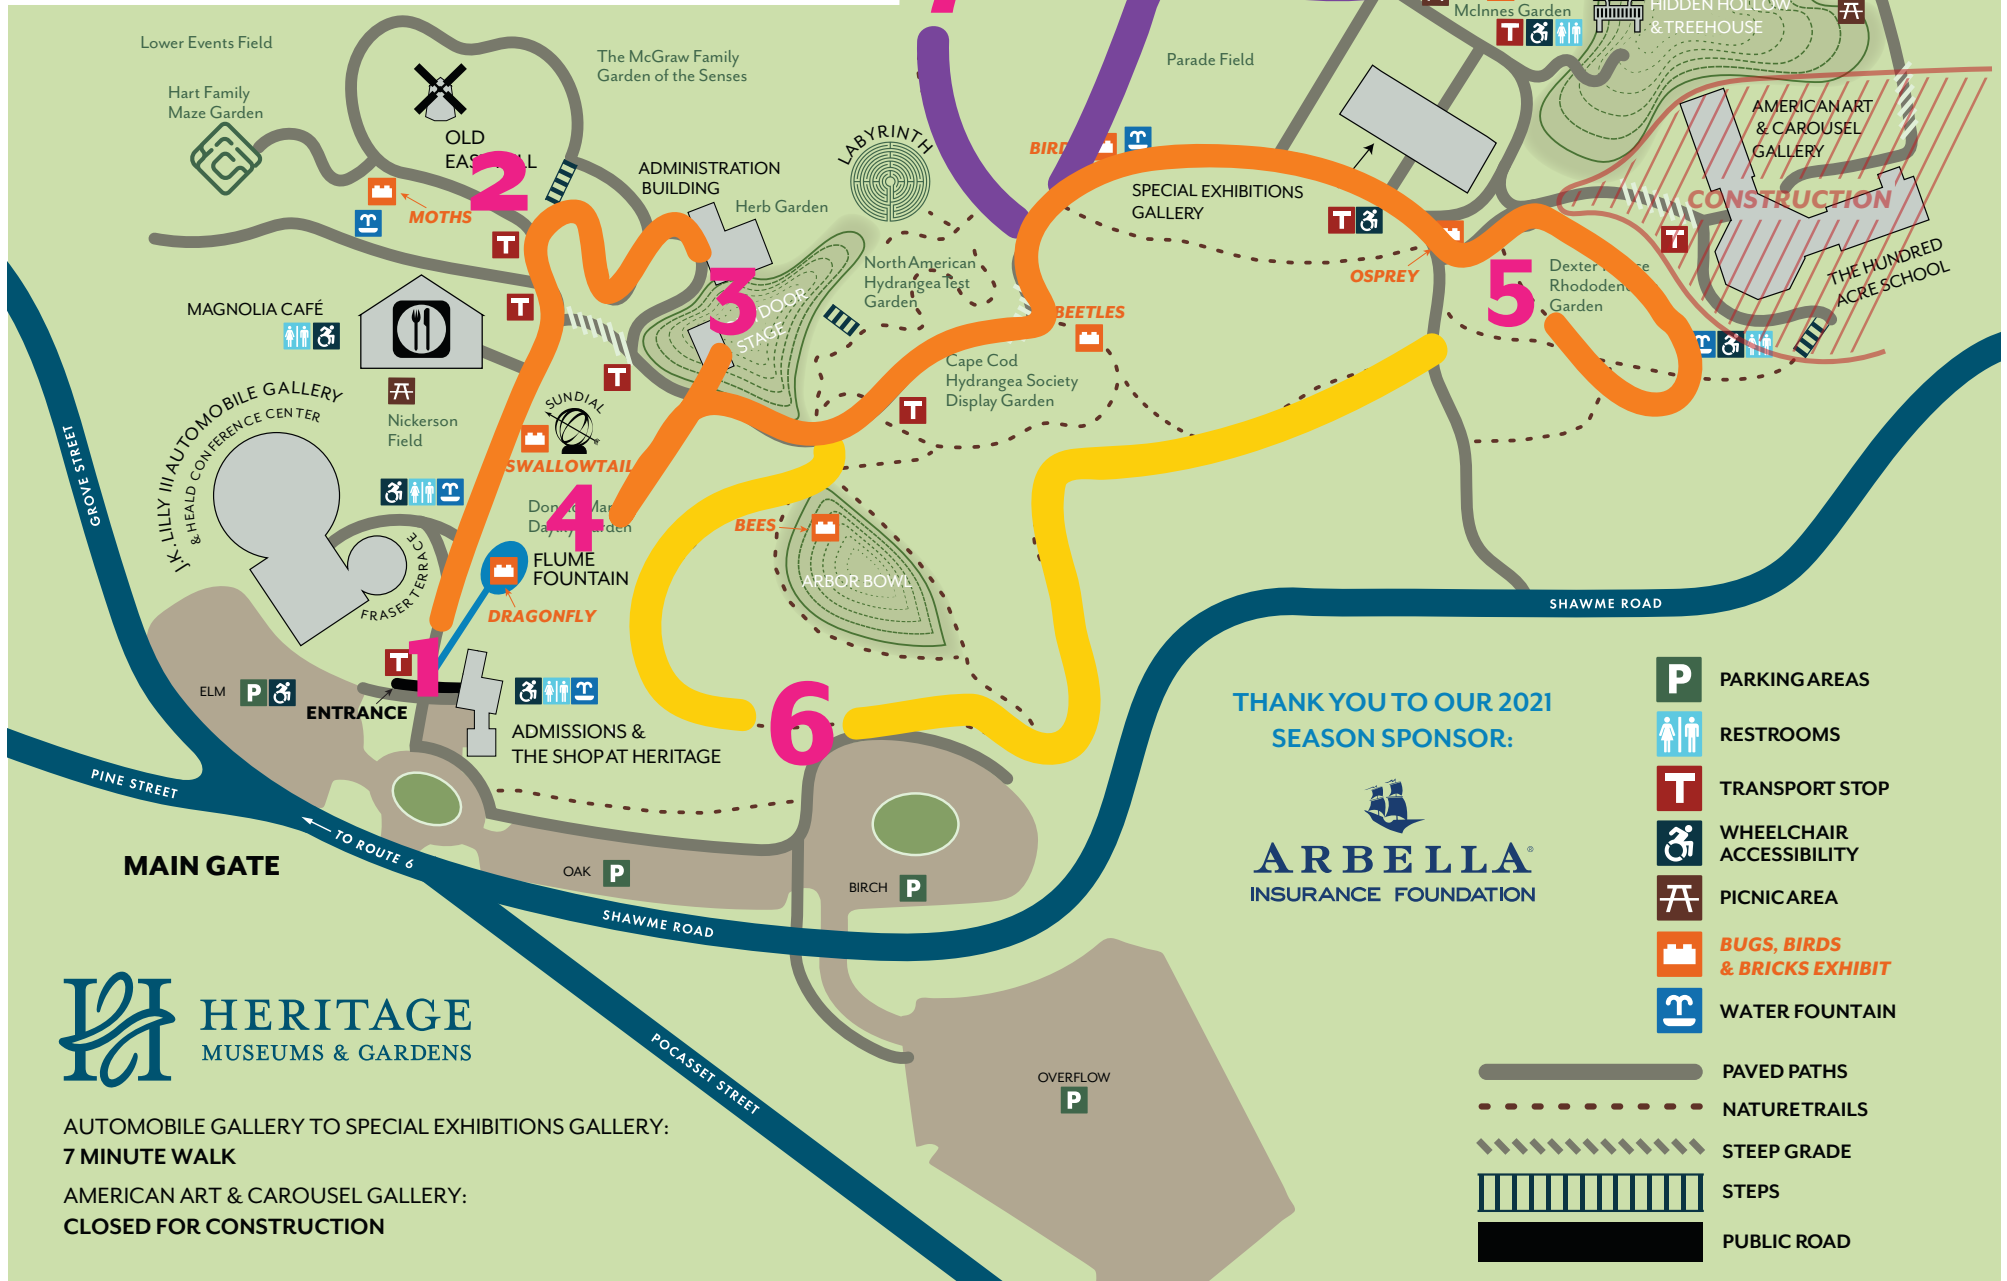 McInnes Garden
HIDDEN HOLLOW
& TREEHOUSE
T
Lower Events Field
The McGraw Family
Garden of the Senses
Parade Field
Hart Family
Maze Garden
OLD
LABYRINTH
AMERICAN ART
& CAROUSEL
GALLERY
CONSTRUCTION
2
MOTHS
T
ADMINISTRATION
BUILDING
Herb Garden
SPECIAL EXHIBITIONS
GALLERY
T
T
OSPREY
5
Dexter
Rhododen
Garden
THE HUNDRED
ACRE SCHOOL
North American
Hydrangea Test
Garden
3
STAGE
BEETLES
MAGNOLIA CAFÉ
T
T
Cape Cod
Hydrangea Society
Display Garden
T
J.K. LILLY III AUTOMOBILE GALLERY
& HEALD CONFERENCE CENTER
Nickerson
Field
SUNDIAL
SWALLOWTAIL
GROVE STREET
4
BEES
ARBOR BOWL
FLUME
FOUNTAIN
FRASER TERRACE
DRAGONFLY
SHAWME ROAD
T
1
ELM
P
ENTRANCE
ADMISSIONS &
THE SHOP AT HERITAGE
6
PINE STREET
TO ROUTE 6
MAIN GATE
OAK
P
BIRCH
P
SHAWME ROAD
POCASSET STREET
OVERFLOW
P
THANK YOU TO OUR 2021
SEASON SPONSOR:
ARBELLA®
INSURANCE FOUNDATION
P
PARKING AREAS
RESTROOMS
T
TRANSPORT STOP
WHEELCHAIR
ACCESSIBILITY
PICNIC AREA
BUGS, BIRDS
& BRICKS EXHIBIT
WATER FOUNTAIN
PAVED PATHS
NATURE TRAILS
STEEP GRADE
STEPS
PUBLIC ROAD
HERITAGE
MUSEUMS & GARDENS
AUTOMOBILE GALLERY TO SPECIAL EXHIBITIONS GALLERY:
7 MINUTE WALK
AMERICAN ART & CAROUSEL GALLERY:
CLOSED FOR CONSTRUCTION